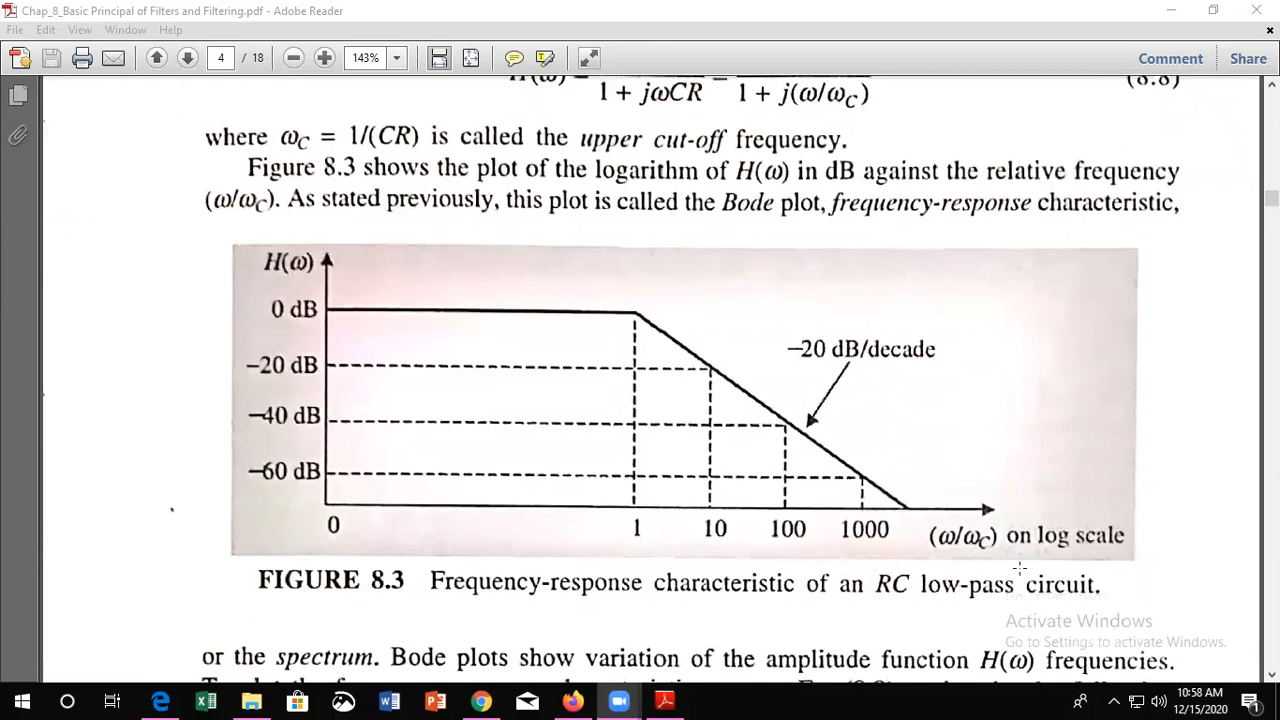 Chap_8_Basic Principal of Filters and Filtering.pdf - Adobe Reader
File Edit View Window Help
4 / 18 143% Comment Share
1 + jωCR 1 + j(ω/ωC)
where ωC = 1/(CR) is called the upper cut-off frequency.
Figure 8.3 shows the plot of the logarithm of H(ω) in dB against the relative frequency
(ω/ωC). As stated previously, this plot is called the Bode plot, frequency-response characteristic,
H(ω)
0 dB
−20 dB/decade
−20 dB
−40 dB
−60 dB
0 1 10 100 1000
(ω/ωC) on log scale
FIGURE 8.3 Frequency-response characteristic of an RC low-pass circuit.
Activate Windows
Go to Settings to activate Windows.
or the spectrum. Bode plots show variation of the amplitude function H(ω) frequencies.
10:58 AM
12/15/2020